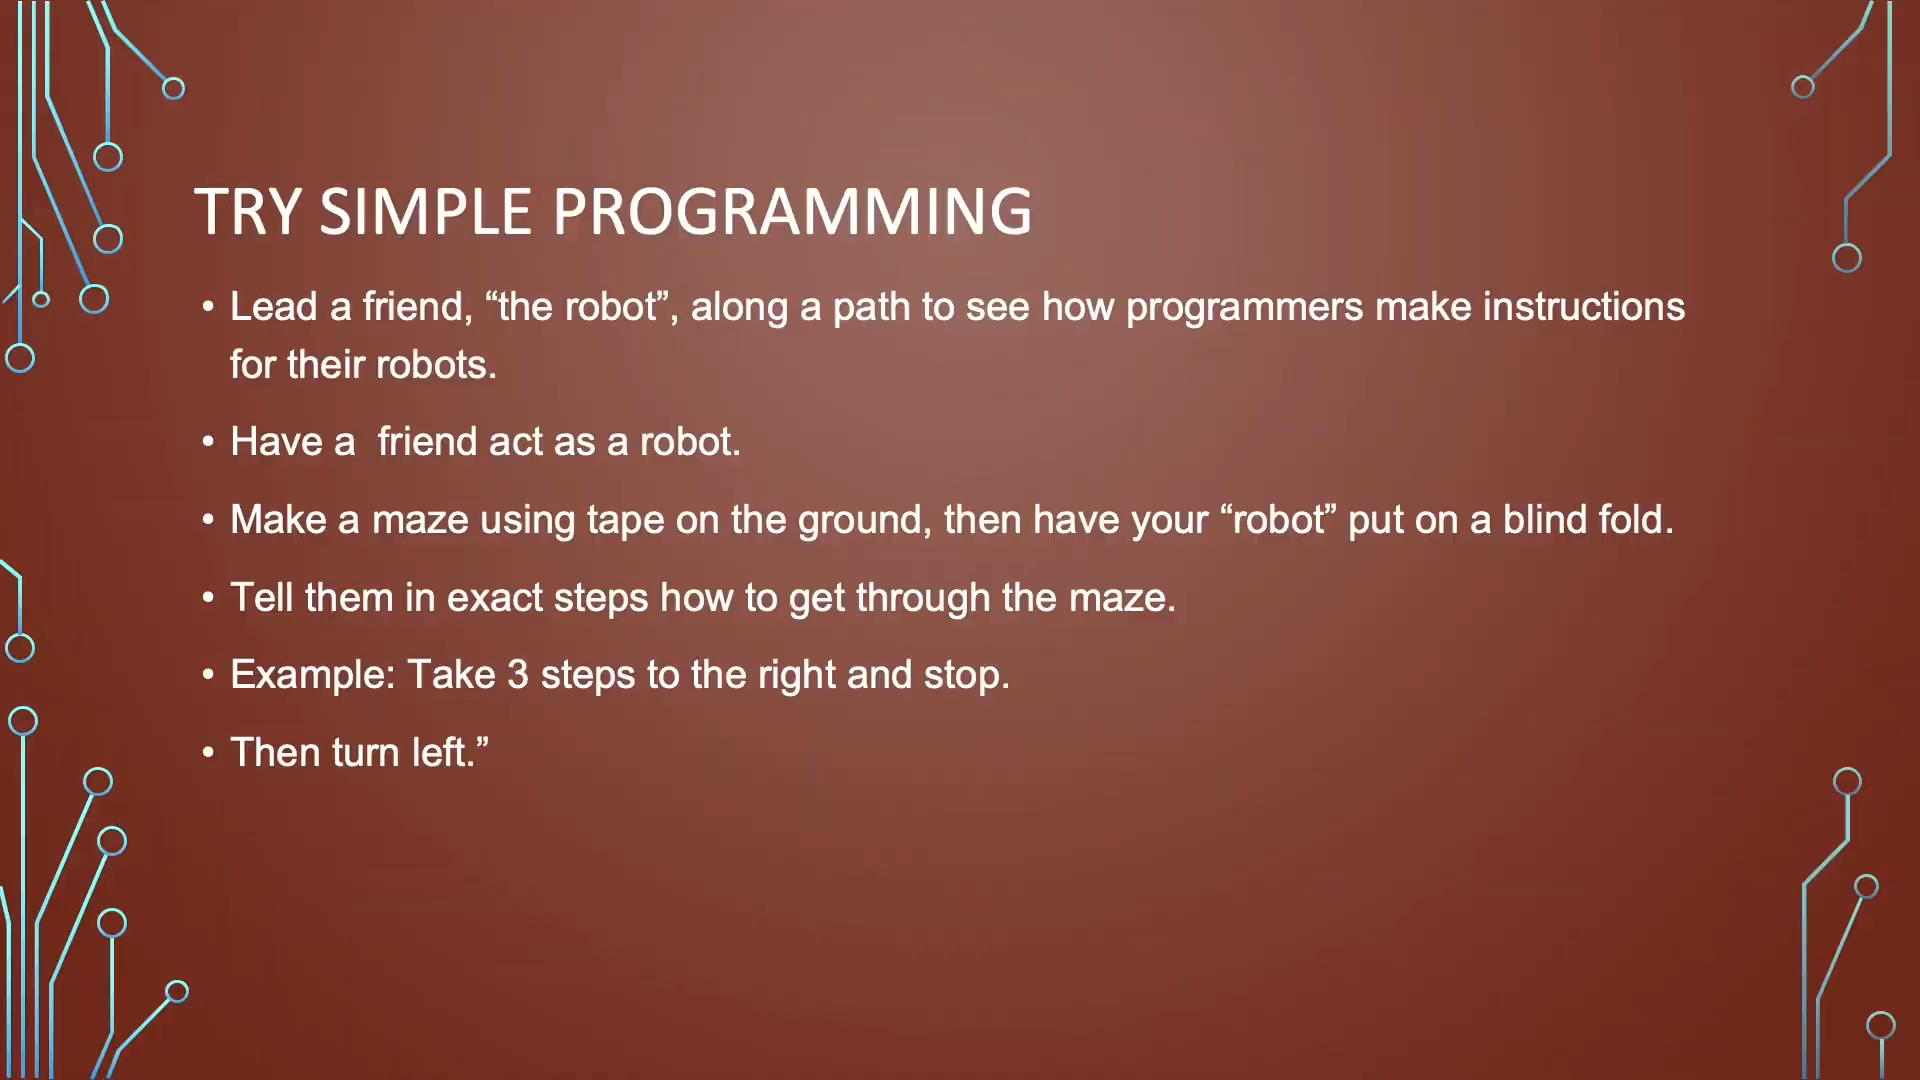 TRY SIMPLE PROGRAMMING
• Lead a friend, “the robot”, along a path to see how programmers make instructions
for their robots.
• Have a  friend act as a robot.
• Make a maze using tape on the ground, then have your “robot” put on a blind fold.
• Tell them in exact steps how to get through the maze.
• Example: Take 3 steps to the right and stop.
• Then turn left.”